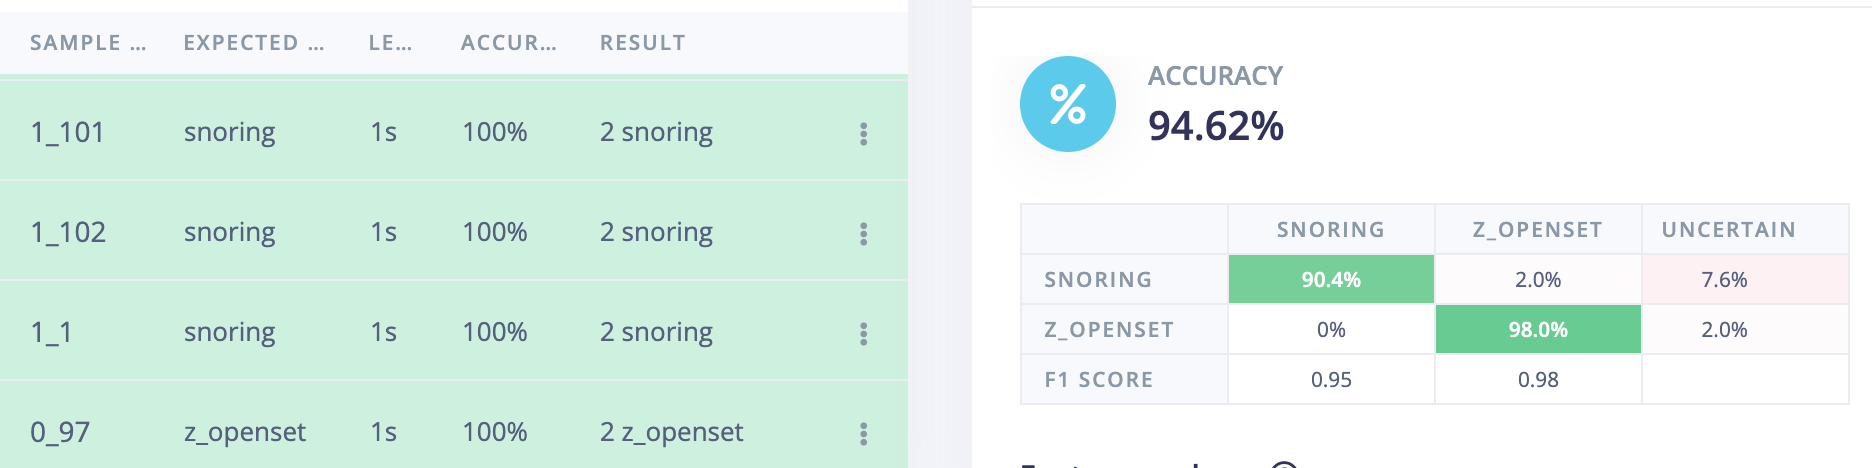 SAMPLE ... EXPECTED ... LE... ACCUR... RESULT
1_101 snoring 1s 100% 2 snoring
1_102 snoring 1s 100% 2 snoring
1_1 snoring 1s 100% 2 snoring
0_97 z_openset 1s 100% 2 z_openset
%
ACCURACY
94.62%
SNORING Z_OPENSET UNCERTAIN
SNORING 90.4% 2.0% 7.6%
Z_OPENSET 0% 98.0% 2.0%
F1 SCORE 0.95 0.98